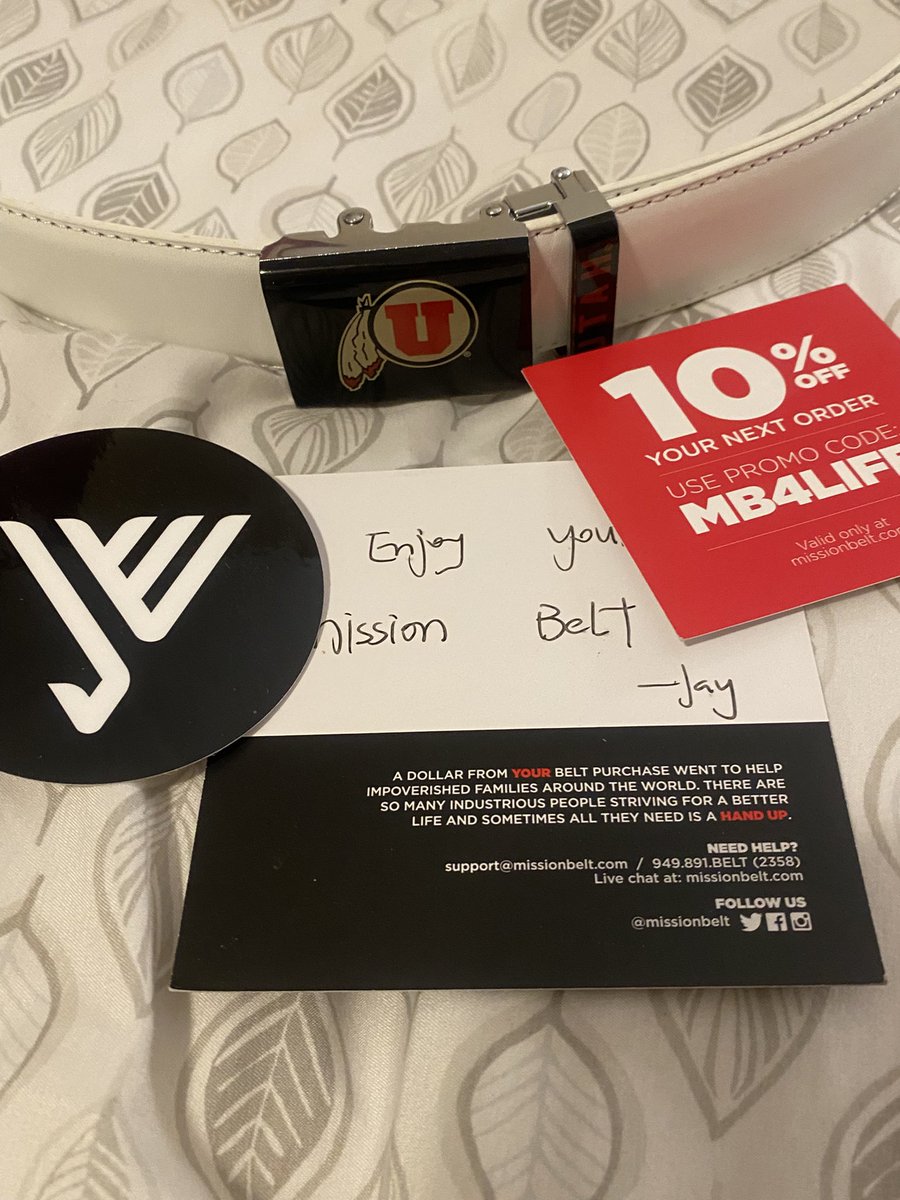 U
UTAH
10% OFF
YOUR NEXT ORDER
USE PROMO CODE:
MB4LIFE
Valid only at
missionbelt.com
Enjoy you
mission Belt
-Jay
A DOLLAR FROM YOUR BELT PURCHASE WENT TO HELP
IMPOVERISHED FAMILIES AROUND THE WORLD. THERE ARE
SO MANY INDUSTRIOUS PEOPLE STRIVING FOR A BETTER
LIFE AND SOMETIMES ALL THEY NEED IS A HAND UP.
NEED HELP?
support@missionbelt.com / 949.891.BELT (2358)
Live chat at: missionbelt.com
FOLLOW US
@missionbelt